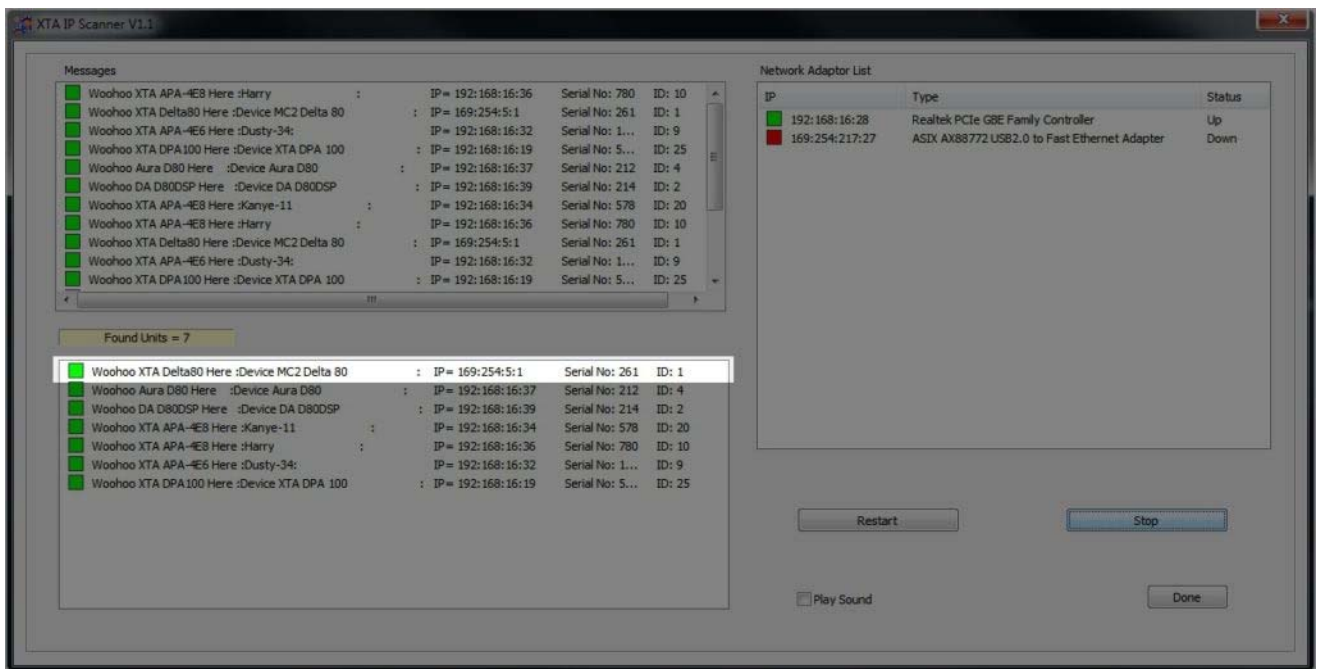 XTA IP Scanner V1.1
Messages
Woohoo XTA APA-4E8 Here :Harry : IP= 192:168:16:36 Serial No: 780 ID: 10
Woohoo XTA Delta80 Here :Device MC2 Delta 80 : IP= 169:254:5:1 Serial No: 261 ID: 1
Woohoo XTA APA-4E6 Here :Dusty-34: IP= 192:168:16:32 Serial No: 1... ID: 9
Woohoo XTA DPA100 Here :Device XTA DPA 100 : IP= 192:168:16:19 Serial No: 5... ID: 25
Woohoo Aura D80 Here :Device Aura D80 : IP= 192:168:16:37 Serial No: 212 ID: 4
Woohoo DA D80DSP Here :Device DA D80DSP : IP= 192:168:16:39 Serial No: 214 ID: 2
Woohoo XTA APA-4E8 Here :Kanye-11 : IP= 192:168:16:34 Serial No: 578 ID: 20
Woohoo XTA APA-4E8 Here :Harry : IP= 192:168:16:36 Serial No: 780 ID: 10
Woohoo XTA Delta80 Here :Device MC2 Delta 80 : IP= 169:254:5:1 Serial No: 261 ID: 1
Woohoo XTA APA-4E6 Here :Dusty-34: IP= 192:168:16:32 Serial No: 1... ID: 9
Woohoo XTA DPA100 Here :Device XTA DPA 100 : IP= 192:168:16:19 Serial No: 5... ID: 25
Found Units = 7
Woohoo XTA Delta80 Here :Device MC2 Delta 80 : IP= 169:254:5:1 Serial No: 261 ID: 1
Woohoo Aura D80 Here :Device Aura D80 : IP= 192:168:16:37 Serial No: 212 ID: 4
Woohoo DA D80DSP Here :Device DA D80DSP : IP= 192:168:16:39 Serial No: 214 ID: 2
Woohoo XTA APA-4E8 Here :Kanye-11 : IP= 192:168:16:34 Serial No: 578 ID: 20
Woohoo XTA APA-4E8 Here :Harry : IP= 192:168:16:36 Serial No: 780 ID: 10
Woohoo XTA APA-4E6 Here :Dusty-34: IP= 192:168:16:32 Serial No: 1... ID: 9
Woohoo XTA DPA100 Here :Device XTA DPA 100 : IP= 192:168:16:19 Serial No: 5... ID: 25
Network Adaptor List
IP Type Status
192:168:16:28 Realtek PCIe GBE Family Controller Up
169:254:217:27 ASIX AX88772 USB2.0 to Fast Ethernet Adapter Down
Restart Stop
Play Sound Done